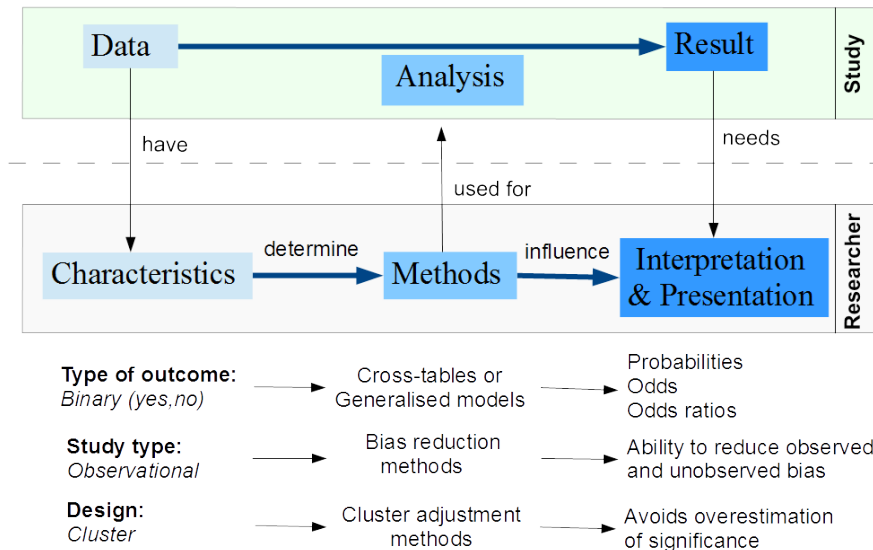 Data
Result
Analysis
Study
have
needs
used for
determine
influence
Characteristics
Methods
Interpretation
& Presentation
Researcher
Type of outcome:
Binary (yes,no)
Cross-tables or
Generalised models
Probabilities
Odds
Odds ratios
Study type:
Observational
Bias reduction
methods
Ability to reduce observed
and unobserved bias
Design:
Cluster
Cluster adjustment
methods
Avoids overestimation
of significance